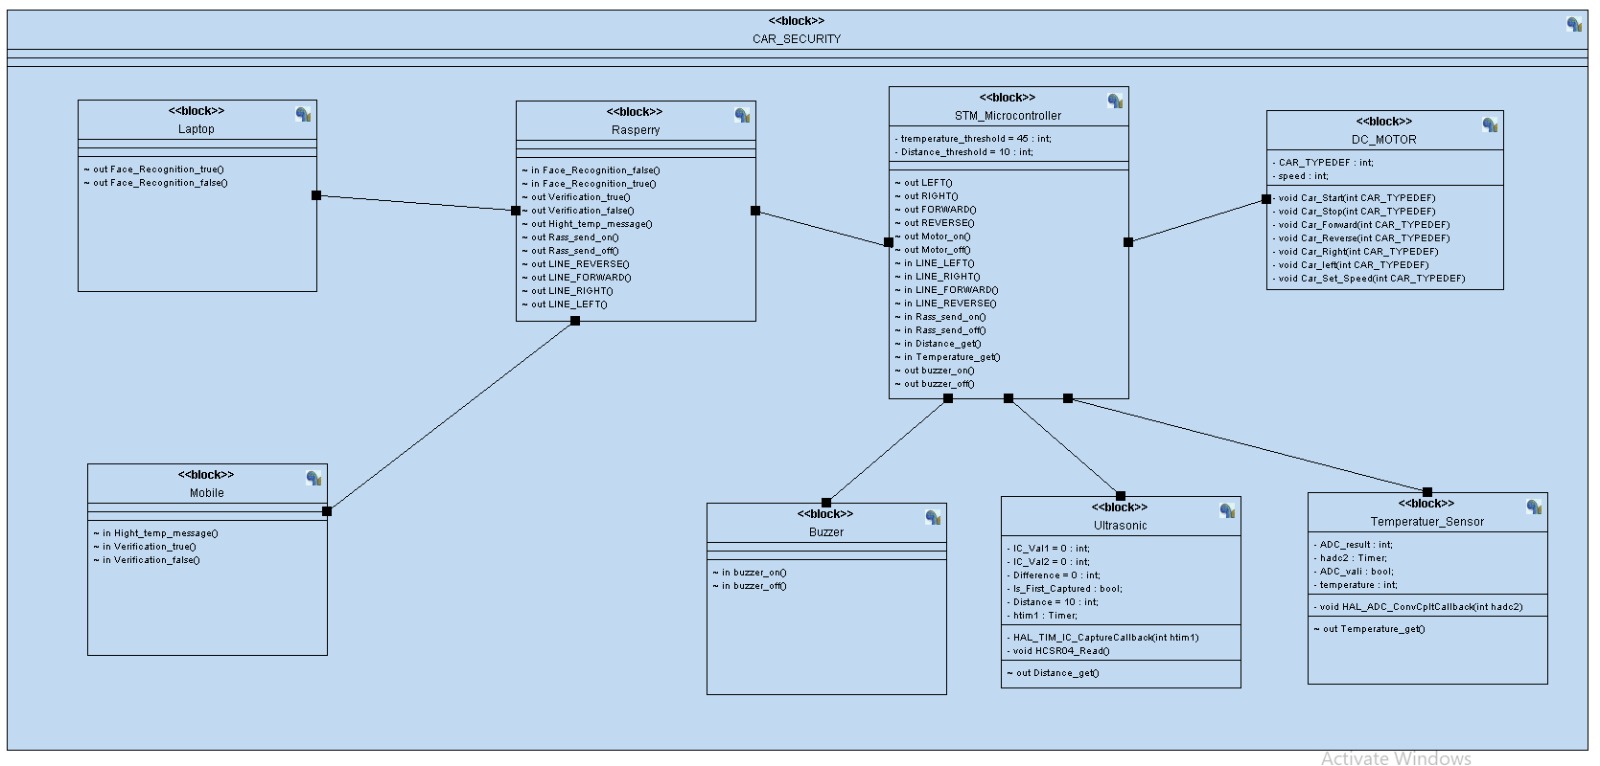 <<block>>
CAR_SECURITY
<<block>>
Laptop
~ out Face_Recognition_true()
~ out Face_Recognition_false()
<<block>>
Rasperry
~ in Face_Recognition_false()
~ in Face_Recognition_true()
~ out Verification_true()
~ out Verification_false()
~ out Hight_temp_message()
~ out Rass_send_on()
~ out Rass_send_off()
~ out LINE_REVERSE()
~ out LINE_FORWARD()
~ out LINE_RIGHT()
~ out LINE_LEFT()
<<block>>
STM_Microcontroller
- tremperature_threshold = 45 : int;
- Distance_threshold = 10 : int;
~ out LEFT()
~ out RIGHT()
~ out FORWARD()
~ out REVERSE()
~ out Motor_on()
~ out Motor_off()
~ in LINE_LEFT()
~ in LINE_RIGHT()
~ in LINE_FORWARD()
~ in LINE_REVERSE()
~ in Rass_send_on()
~ in Rass_send_off()
~ in Distance_get()
~ in Temperature_get()
~ out buzzer_on()
~ out buzzer_off()
<<block>>
DC_MOTOR
- CAR_TYPEDEF : int;
- speed : int;
- void Car_Start(int CAR_TYPEDEF)
- void Car_Stop(int CAR_TYPEDEF)
- void Car_Forward(int CAR_TYPEDEF)
- void Car_Reverse(int CAR_TYPEDEF)
- void Car_Right(int CAR_TYPEDEF)
- void Car_left(int CAR_TYPEDEF)
- void Car_Set_Speed(int CAR_TYPEDEF)
<<block>>
Mobile
~ in Hight_temp_message()
~ in Verification_true()
~ in Verification_false()
<<block>>
Buzzer
~ in buzzer_on()
~ in buzzer_off()
<<block>>
Ultrasonic
- IC_Val1 = 0 : int;
- IC_Val2 = 0 : int;
- Difference = 0 : int;
- Is_First_Captured : bool;
- Distance = 10 : int;
- htim1 : Timer;
- HAL_TIM_IC_CaptureCallback(int htim1)
- void HCSR04_Read()
~ out Distance_get()
<<block>>
Temperatuer_Sensor
- ADC_result : int;
- hadc2 : Timer;
- ADC_vali : bool;
- temperature : int;
- void HAL_ADC_ConvCpltCallback(int hadc2)
~ out Temperature_get()
Activate Windows